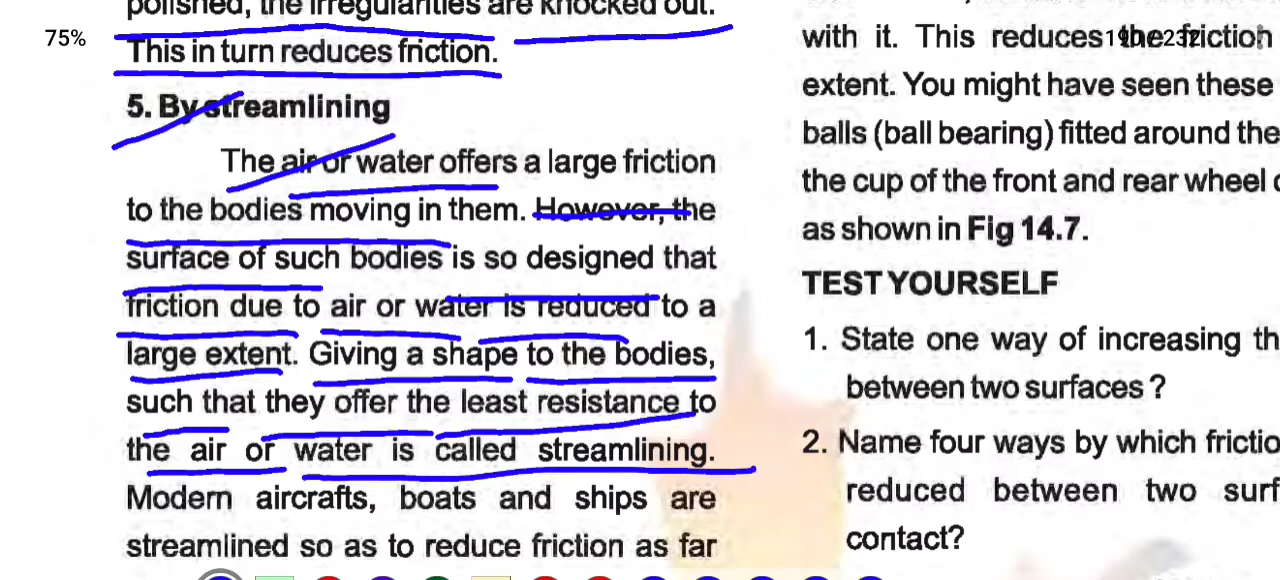 polished, the irregularities are knocked out.
75%
This in turn reduces friction.
5. By streamlining
The air or water offers a large friction
to the bodies moving in them. However, the
surface of such bodies is so designed that
friction due to air or water is reduced to a
large extent. Giving a shape to the bodies,
such that they offer the least resistance to
the air or water is called streamlining.
Modern aircrafts, boats and ships are
streamlined so as to reduce friction as far
with it. This reduces the friction
extent. You might have seen these
balls (ball bearing) fitted around the
the cup of the front and rear wheel
as shown in Fig 14.7.
TEST YOURSELF
1. State one way of increasing th
between two surfaces ?
2. Name four ways by which frictio
reduced between two surf
contact?